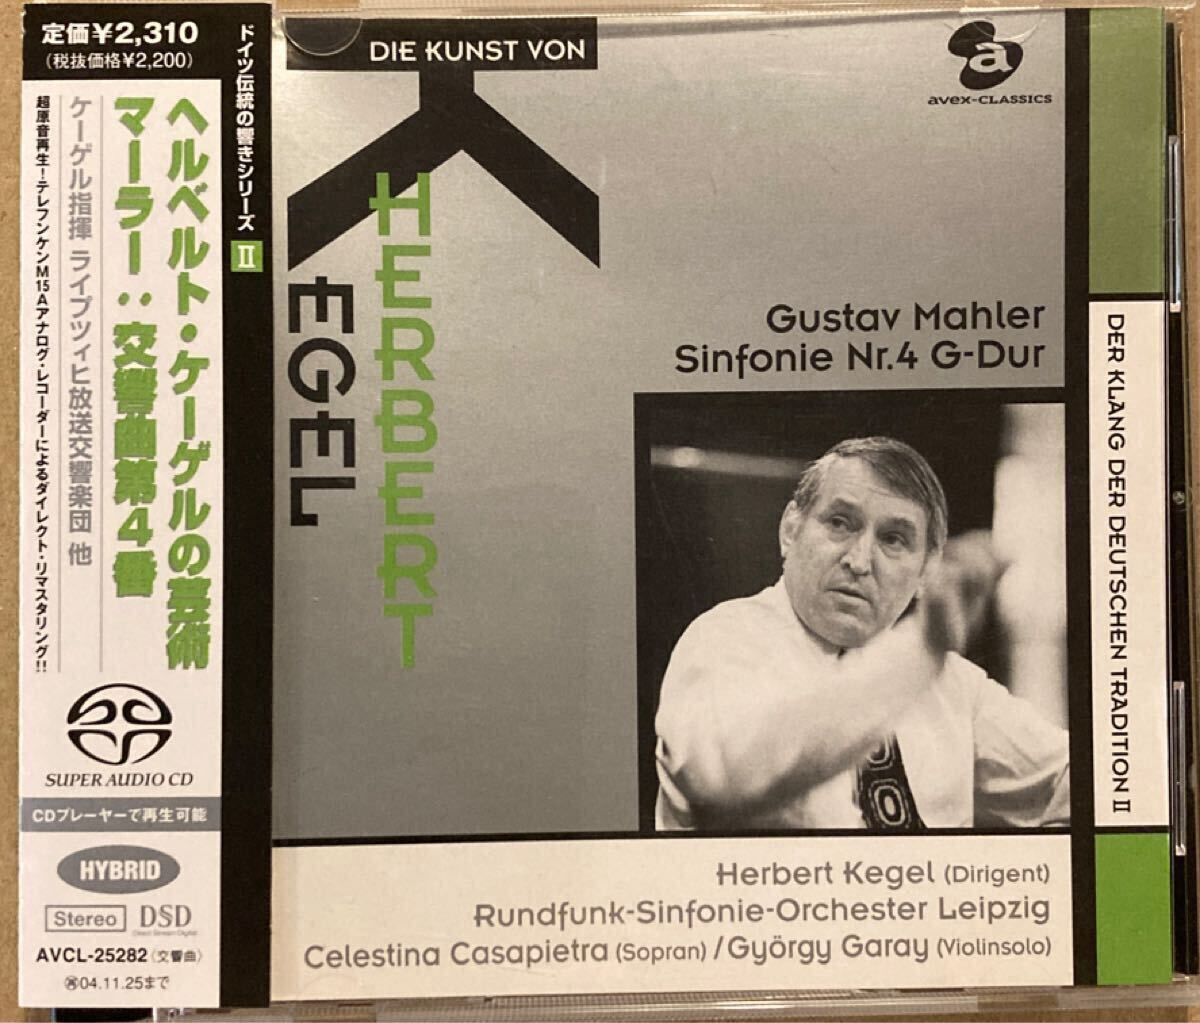 定価¥2,310
(税抜価格¥2,200)
ドイツ伝統の響きシリーズ II
ヘルベルト・ケーゲルの芸術
マーラー:交響曲第4番
ケーゲル指揮 ライプツィヒ放送交響楽団 他
超原音再生!テレフンケンM15Aアナログ・レコーダーによるダイレクト・リマスタリング!!
SUPER AUDIO CD
CDプレーヤーで再生可能
HYBRID
Stereo DSD
Direct Stream Digital
AVCL-25282〈交響曲〉
再04.11.25まで
DIE KUNST VON
K
EGEL
HERBERT
a
avex-CLASSICS
Gustav Mahler
Sinfonie Nr.4 G-Dur
DER KLANG DER DEUTSCHEN TRADITION II
Herbert Kegel (Dirigent)
Rundfunk-Sinfonie-Orchester Leipzig
Celestina Casapietra (Sopran) / György Garay (Violinsolo)